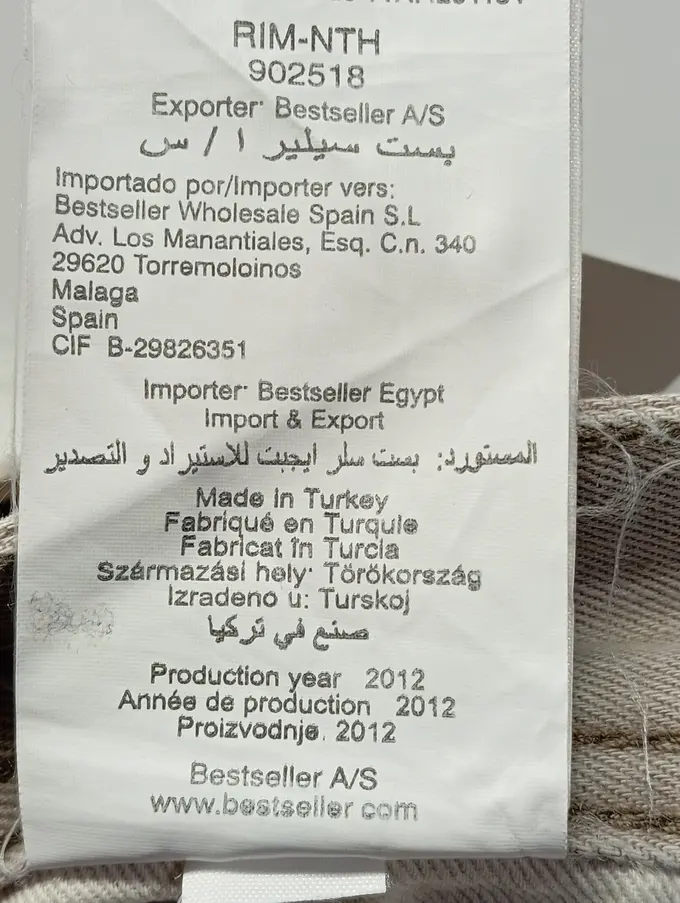 RIM-NTH
902518
Exporter: Bestseller A/S
بست سيلير ا / س
Importado por/Importer vers:
Bestseller Wholesale Spain S.L
Adv. Los Manantiales, Esq. C.n. 340
29620 Torremoloinos
Malaga
Spain
CIF B-29826351
Importer: Bestseller Egypt
Import & Export
المستورد: بست سلر ايجبت للاستيراد و التصدير
Made in Turkey
Fabriqué en Turquie
Fabricat în Turcia
Származási hely: Törökország
Izradeno u: Turskoj
صنع في تركيا
Production year 2012
Année de production 2012
Proizvodnje. 2012
Bestseller A/S
www.bestseller.com